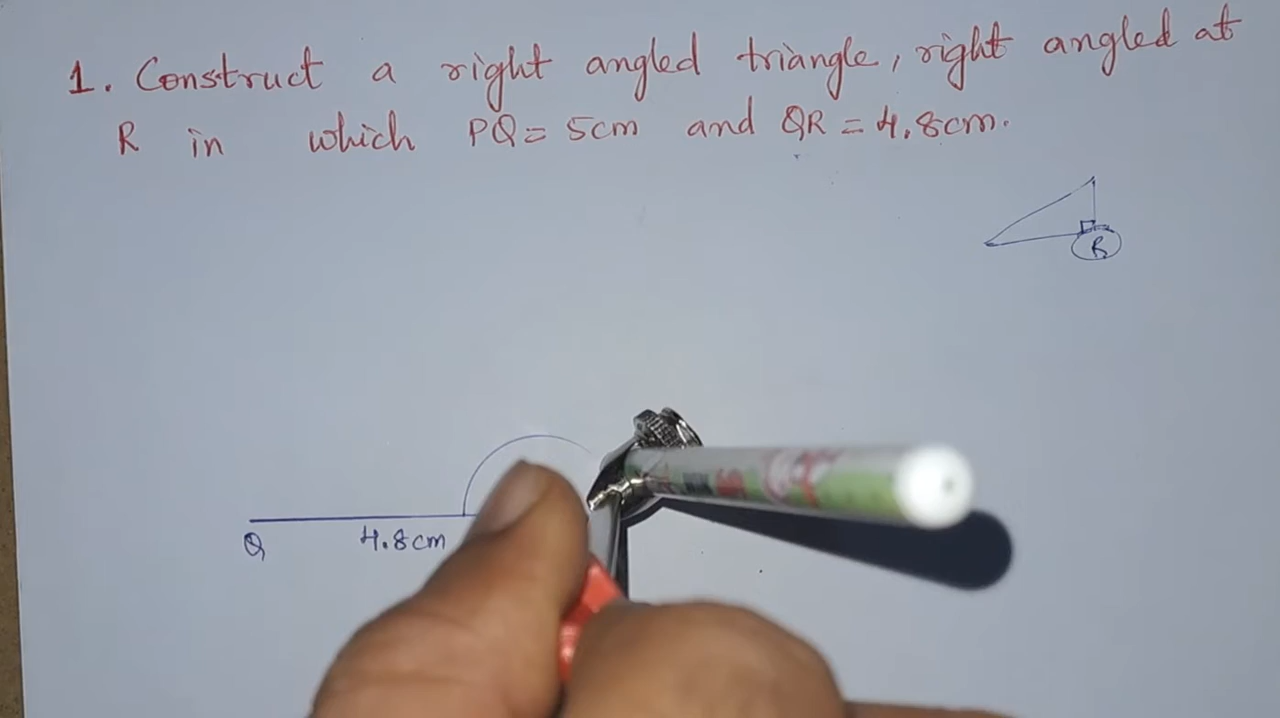 1. Construct a right angled triangle, right angled at
R in which PQ = 5cm and QR = 4.8cm.
R
Q 4.8cm